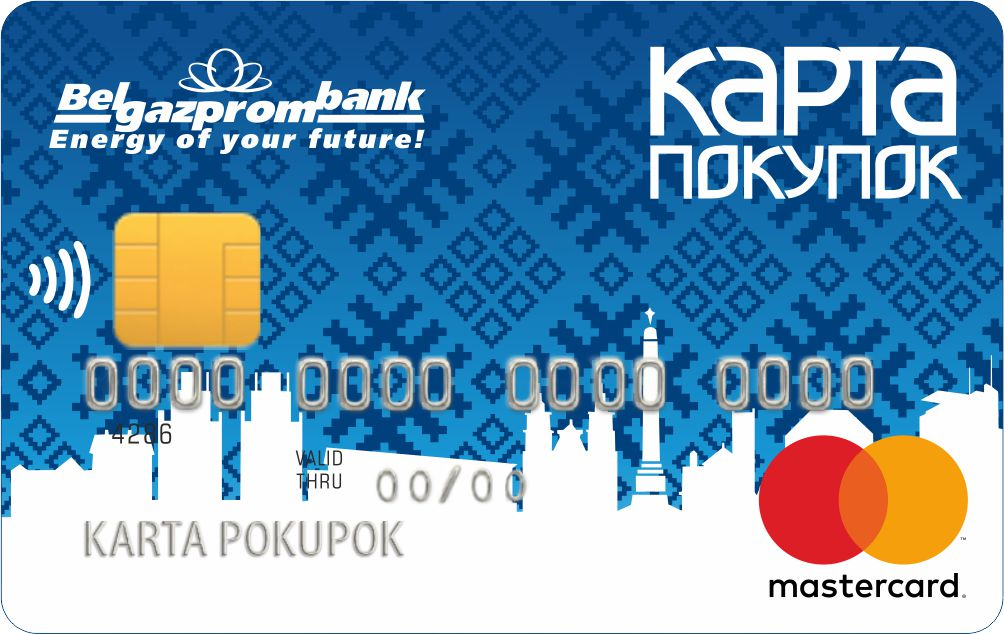 Belgazprombank
Energy of your future!
КАРТА
ПОКУПОК
0000 0000 0000 0000
4286
VALID
THRU
00/00
KARTA POKUPOK
mastercard.